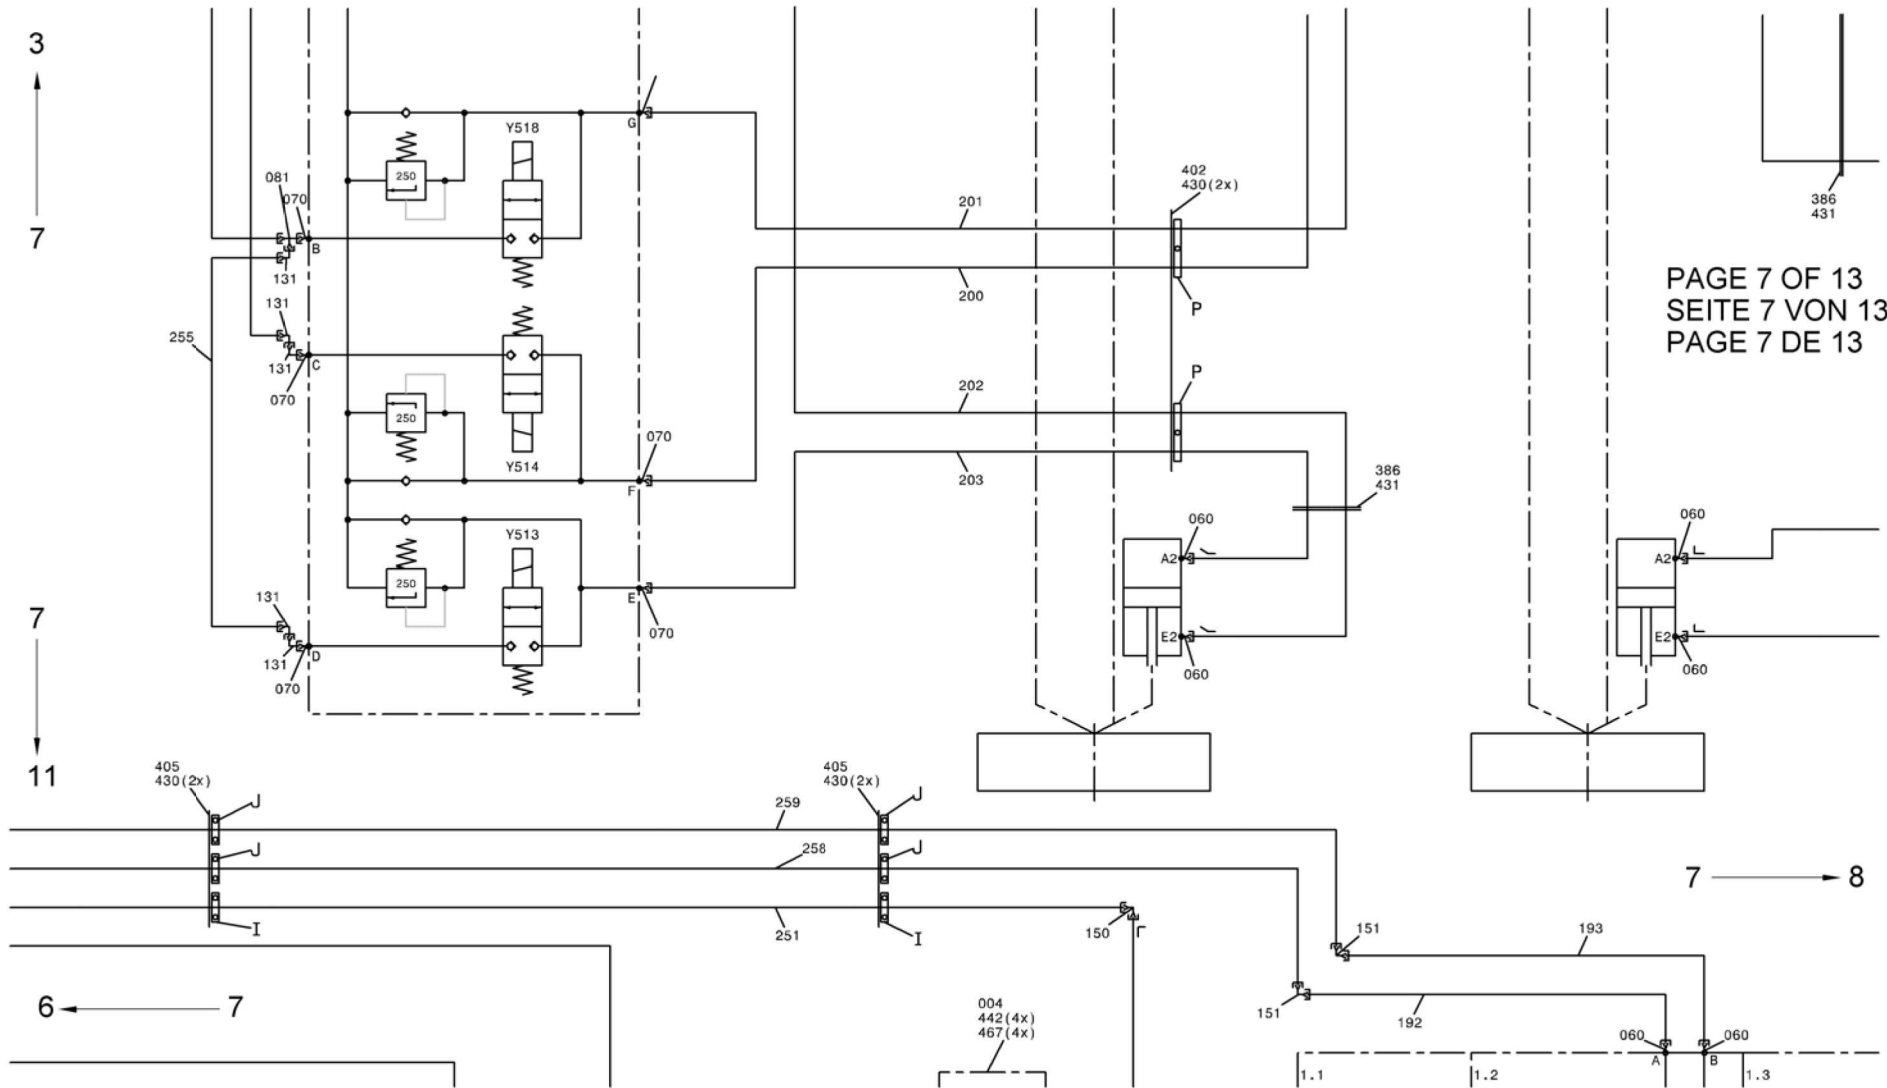 3
7
7
11
081
070
B
131
131
131
C
070
255
131
131
D
070
Y518
250
G
250
Y514
070
F
Y513
250
E
070
201
200
402
430(2x)
P
P
202
203
386
431
386
431
PAGE 7 OF 13
SEITE 7 VON 13
PAGE 7 DE 13
060
A2
E2
060
060
A2
E2
060
405
430(2x)
J
J
I
405
430(2x)
J
J
I
259
258
251
150
151
193
151
192
7
8
6
7
004
442(4x)
467(4x)
060
A
060
B
1.1
1.2
1.3